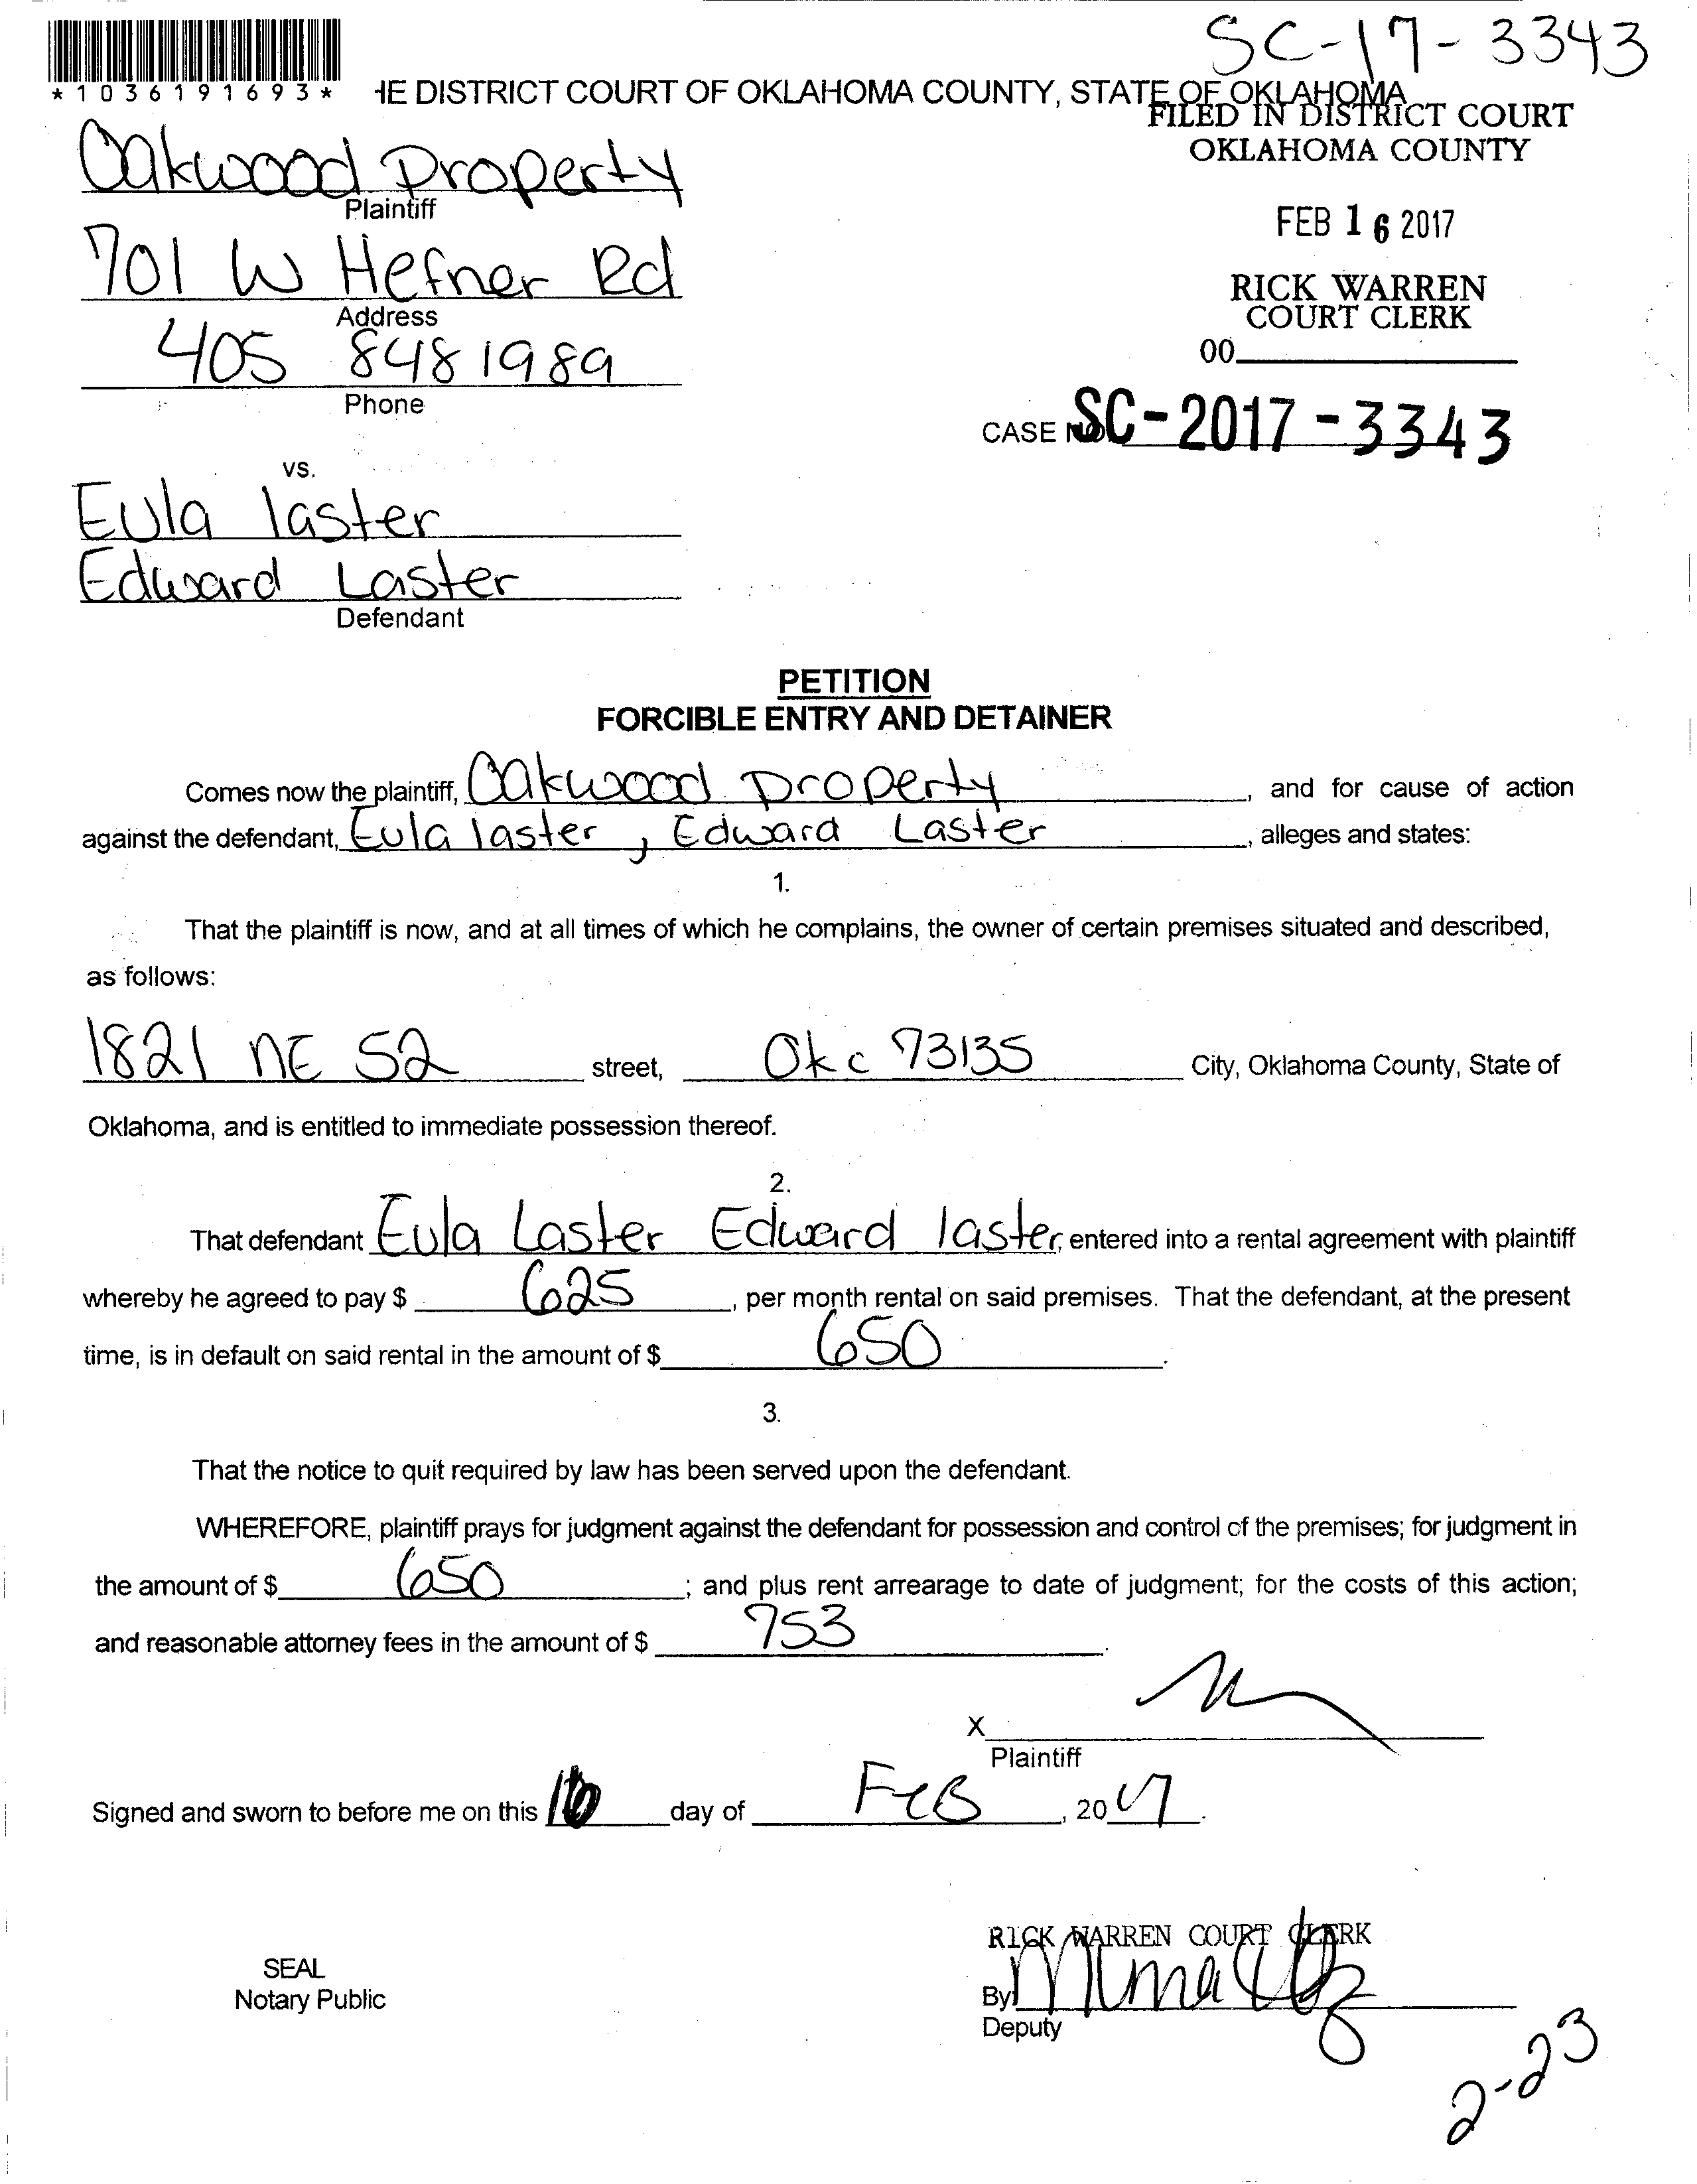 SC-17-3343
*1036191693*
HE DISTRICT COURT OF OKLAHOMA COUNTY, STATE OF OKLAHOMA
FILED IN DISTRICT COURT
OKLAHOMA COUNTY
Oakwood Property
Plaintiff
FEB 16 2017
701 W Hefner Rd
Address
RICK WARREN
COURT CLERK
405 848 1989
Phone
00
CASE NO. SC-2017-3343
vs.
Eula laster
Edward Laster
Defendant
PETITION
FORCIBLE ENTRY AND DETAINER
Comes now the plaintiff, Oakwood Property, and for cause of action
against the defendant, Eula laster, Edward Laster, alleges and states:
1.
That the plaintiff is now, and at all times of which he complains, the owner of certain premises situated and described,
as follows:
1821 NE 52 street, Okc 73135 City, Oklahoma County, State of
Oklahoma, and is entitled to immediate possession thereof.
2.
That defendant Eula Laster Edward laster, entered into a rental agreement with plaintiff
whereby he agreed to pay $ 625, per month rental on said premises. That the defendant, at the present
time, is in default on said rental in the amount of $ 650.
3.
That the notice to quit required by law has been served upon the defendant.
WHEREFORE, plaintiff prays for judgment against the defendant for possession and control of the premises; for judgment in
the amount of $ 650; and plus rent arrearage to date of judgment; for the costs of this action;
and reasonable attorney fees in the amount of $ 753.
X
Plaintiff
Signed and sworn to before me on this 16 day of Feb, 2017.
RICK WARREN COURT CLERK
SEAL
Notary Public
By
Deputy
2-23